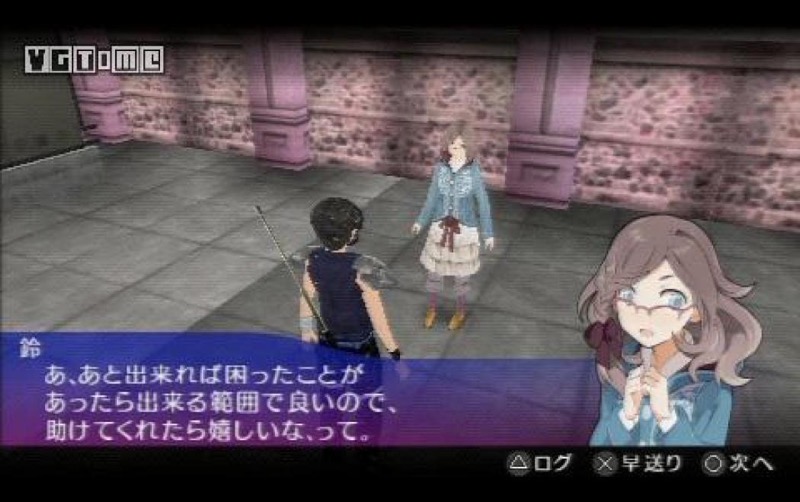 VGTIME
鈴
あ、あと出来れば困ったことが
あったら出来る範囲で良いので、
助けてくれたら嬉しいな、って。
△ログ ×早送り ○次へ